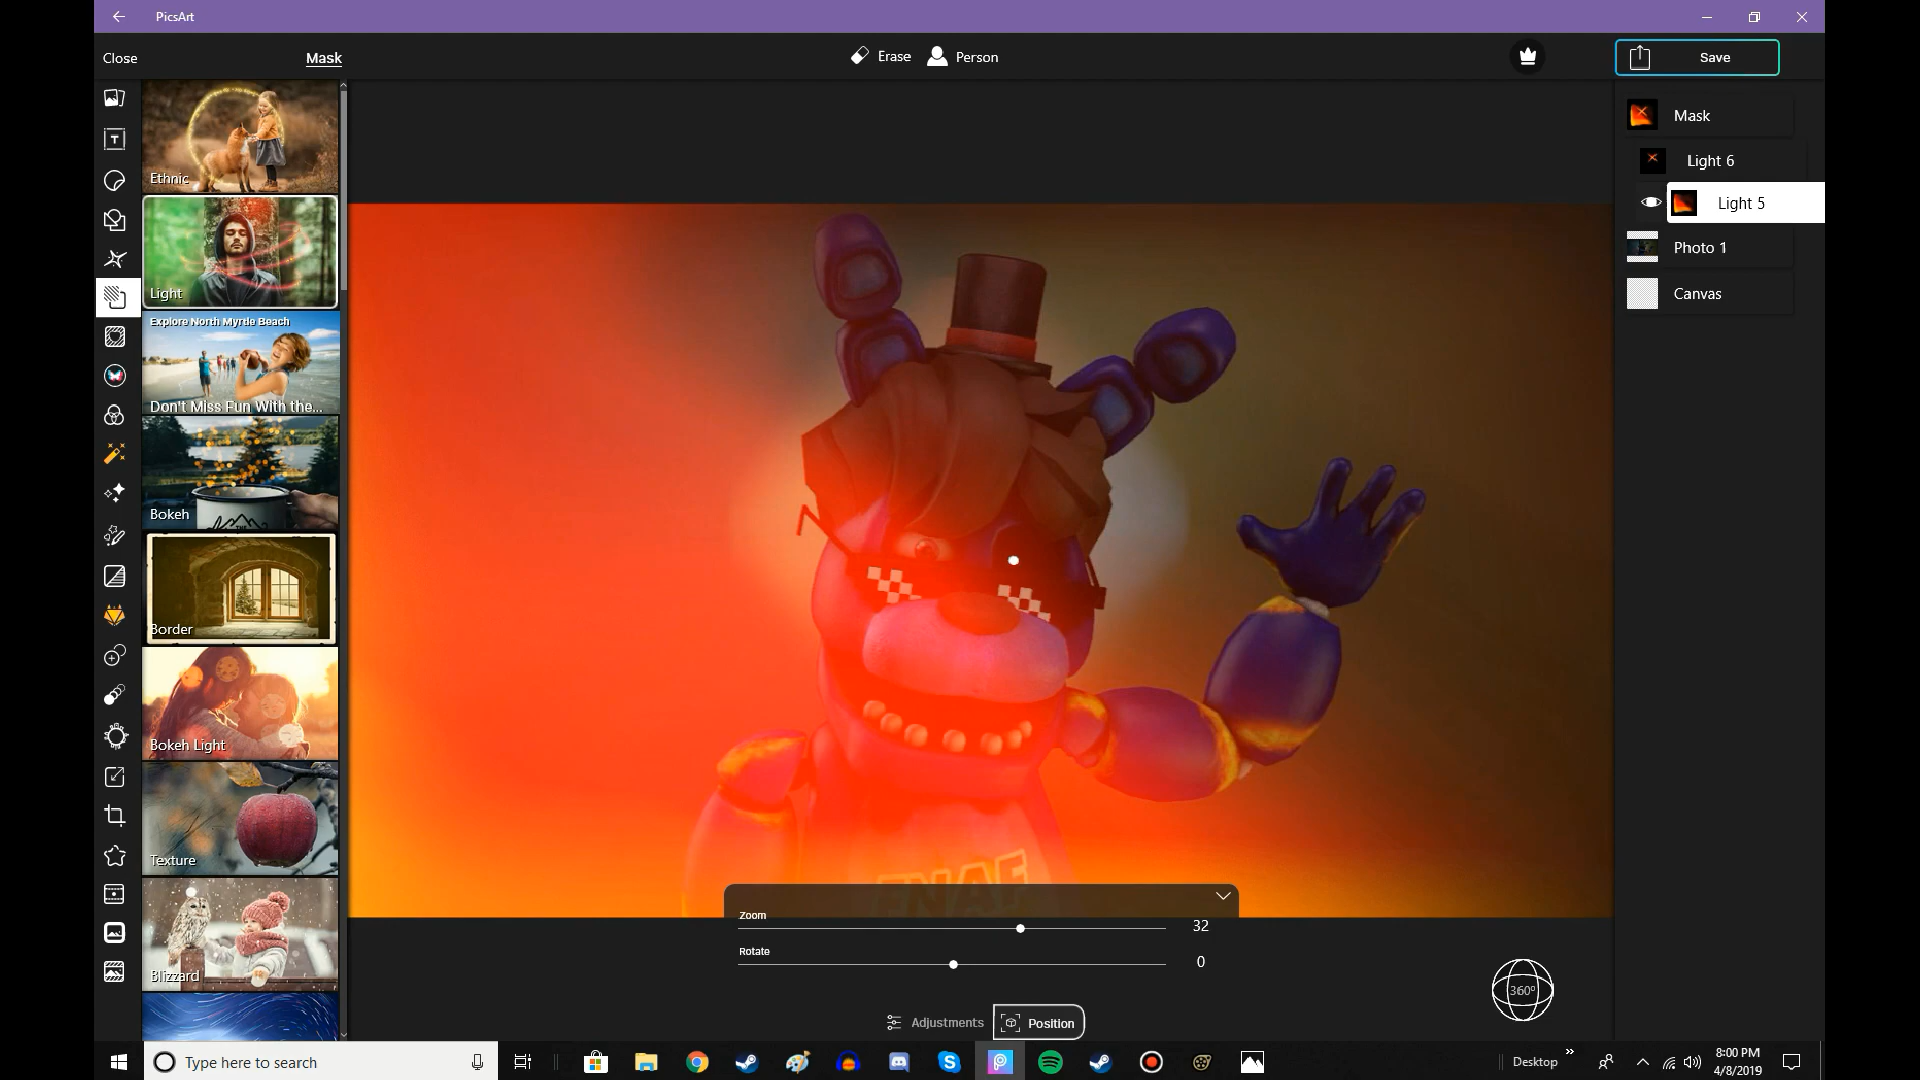 PicsArt
Close
Mask
Erase
Person
Save
Ethnic
Light
Explore North Myrtle Beach
Don't Miss Fun With the...
Bokeh
Border
Bokeh Light
Texture
Blizzard
Mask
Light 6
Light 5
Photo 1
Canvas
FNAF
Zoom
32
Rotate
0
360°
Adjustments
Position
Type here to search
Desktop
8:00 PM
4/8/2019